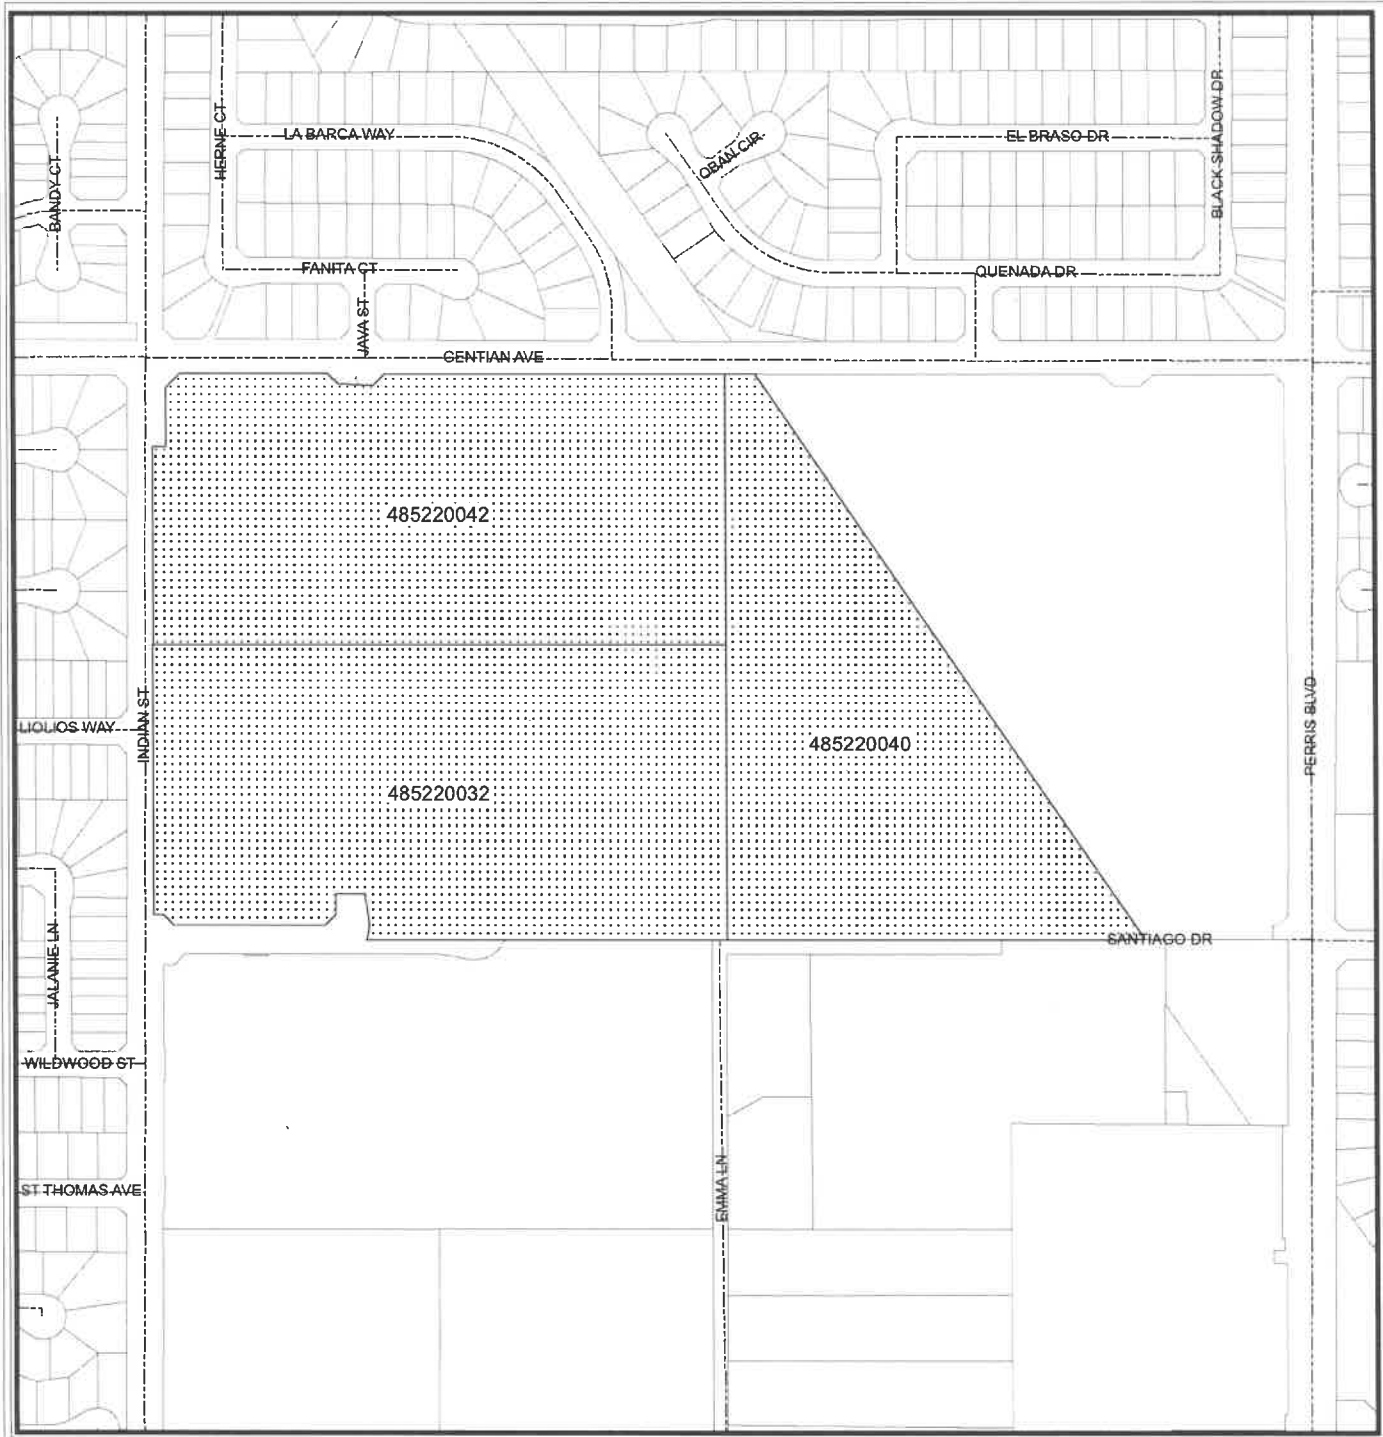 HERNE CT
LA BARCA WAY
OBAN CIR
EL BRASO DR
BLACK SHADOW DR
BANDY CT
FANITA CT
QUENADA DR
JAVA ST
GENTIAN AVE
485220042
INDIAN ST
LIOLIOS WAY
485220040
PERRIS BLVD
485220032
SANTIAGO DR
JALANIE LN
WILDWOOD ST
EMMA LN
ST THOMAS AVE